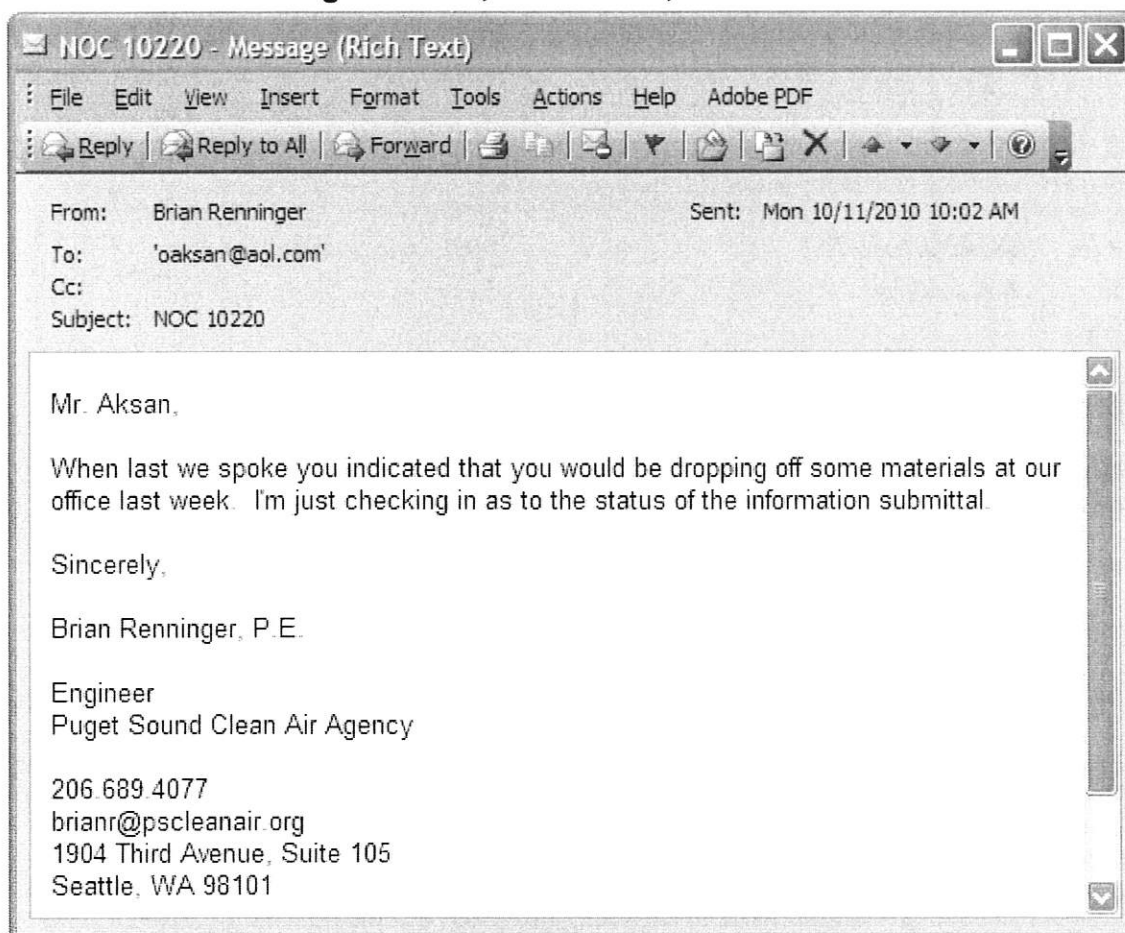 NOC 10220 - Message (Rich Text)
File Edit View Insert Format Tools Actions Help Adobe PDF
Reply Reply to All Forward
From: Brian Renninger Sent: Mon 10/11/2010 10:02 AM
To: 'oaksan@aol.com'
Cc:
Subject: NOC 10220
Mr. Aksan,
When last we spoke you indicated that you would be dropping off some materials at our
office last week. I'm just checking in as to the status of the information submittal.
Sincerely,
Brian Renninger, P.E.
Engineer
Puget Sound Clean Air Agency
206.689.4077
brianr@pscleanair.org
1904 Third Avenue, Suite 105
Seattle, WA 98101